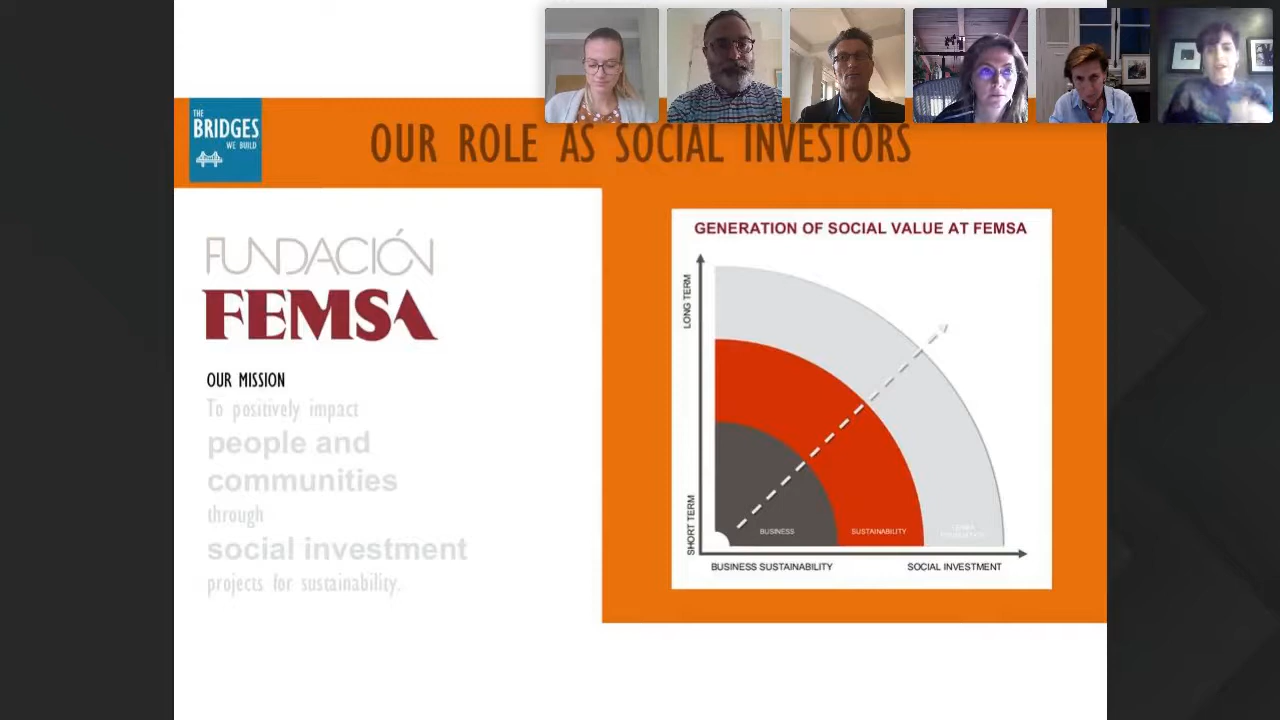 THE
BRIDGES
WE BUILD
OUR ROLE AS SOCIAL INVESTORS
FUNDACIÓN
FEMSA
OUR MISSION
To positively impact
people and
communities
through
social investment
projects for sustainability.
GENERATION OF SOCIAL VALUE AT FEMSA
LONG TERM
SHORT TERM
BUSINESS
SUSTAINABILITY
BUSINESS SUSTAINABILITY
SOCIAL INVESTMENT